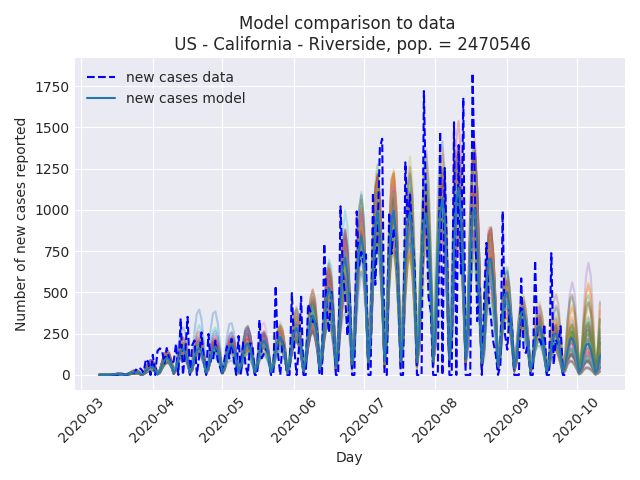 Model comparison to data
US - California - Riverside, pop. = 2470546
new cases data
new cases model
Number of new cases reported
1750
1500
1250
1000
750
500
250
0
2020-03
2020-04
2020-05
2020-06
2020-07
2020-08
2020-09
2020-10
Day